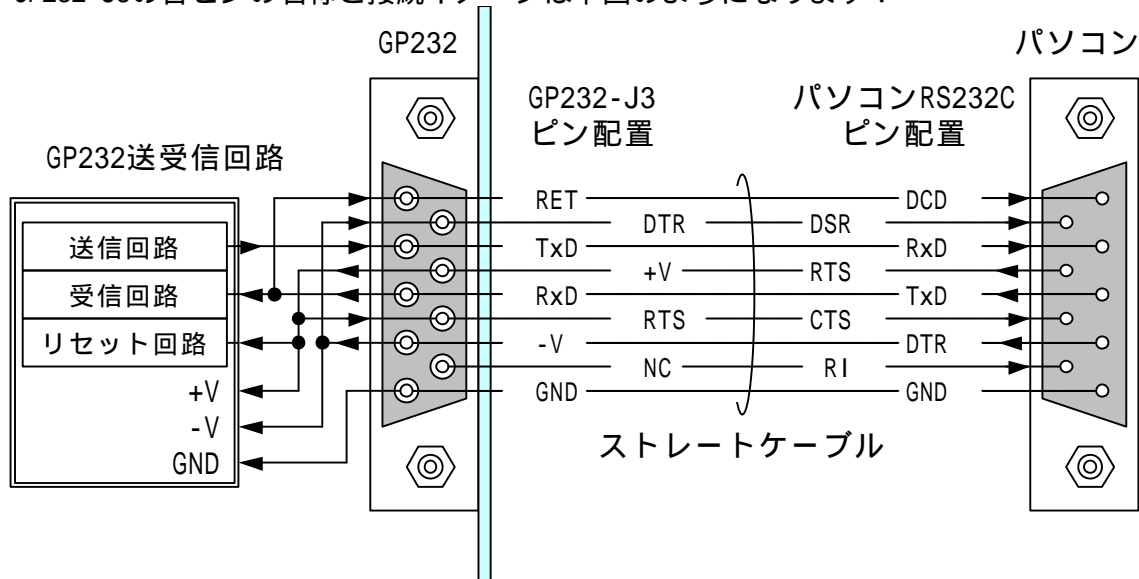 GP232
パソコン
GP232-J3
ピン配置
パソコンRS232C
ピン配置
GP232送受信回路
送信回路
受信回路
リセット回路
+V
-V
GND
RET
DCD
DTR
DSR
TxD
RxD
+V
RTS
RxD
TxD
RTS
CTS
-V
DTR
NC
RI
GND
GND
ストレートケーブル